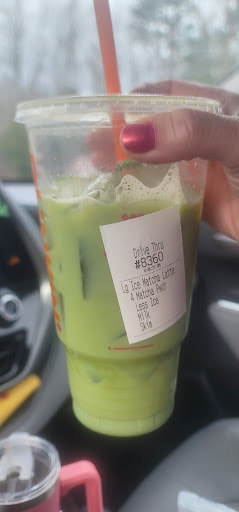 Drive Thru
#8360
Lg Ice Matcha Latte
4 Matcha Pwdr
Less Ice
Milk
Skim